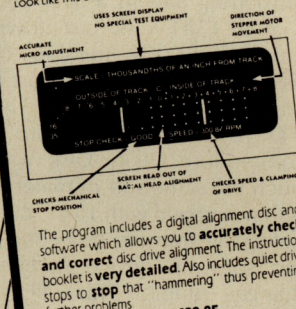 LOOK LIKE THIS
USES SCREEN DISPLAY
NO SPECIAL TEST EQUIPMENT
DIRECTION OF
STEPPER MOTOR
MOVEMENT
ACCURATE
MICRO ADJUSTMENT
SCALE: THOUSANDTHS OF AN INCH FROM TRACK
OUTSIDE OF TRACK INSIDE OF TRACK
STOP CHECK: GOOD SPEED: RPM
SCREEN READ OUT OF
RADIAL HEAD ALIGNMENT
CHECKS MECHANICAL
STOP POSITION
CHECKS SPEED & CLAMPING
OF DRIVE
The program includes a digital alignment disc and
software which allows you to accurately check
and correct disc drive alignment. The instruction
booklet is very detailed. Also includes quiet drive
stops to stop that "hammering" thus preventing
further problems